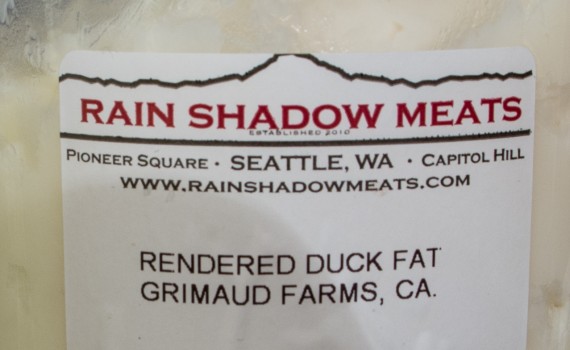 RAIN SHADOW MEATS
ESTABLISHED 2010
PIONEER SQUARE · SEATTLE, WA · CAPITOL HILL
WWW.RAINSHADOWMEATS.COM
RENDERED DUCK FAT
GRIMAUD FARMS, CA.